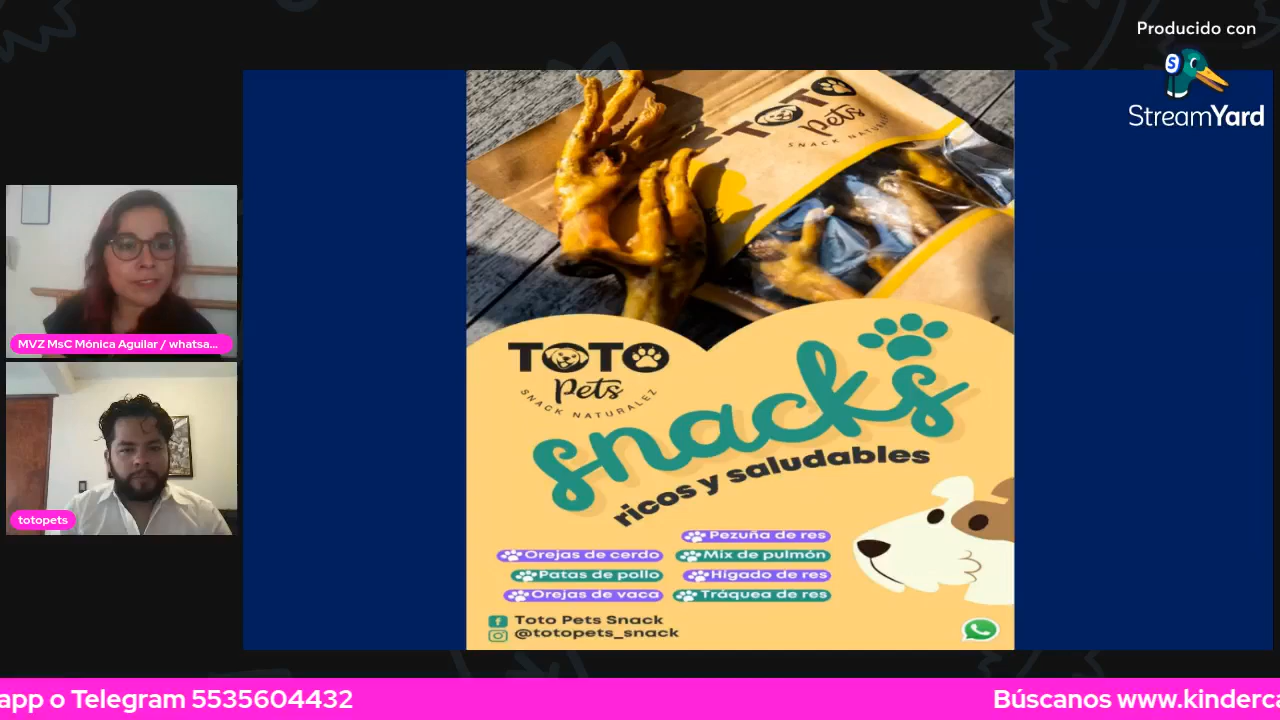 Producido con
StreamYard
TOTO
Pets
SNACK NATURALEZ
MVZ MsC Mónica Aguilar / whatsa...
totopets
TOTO
Pets
SNACK NATURALEZ
snacks
ricos y saludables
Pezuña de res
Orejas de cerdo
Mix de pulmón
Patas de pollo
Hígado de res
Orejas de vaca
Tráquea de res
Toto Pets Snack
@totopets_snack
app o Telegram 5535604432
Búscanos www.kinderca